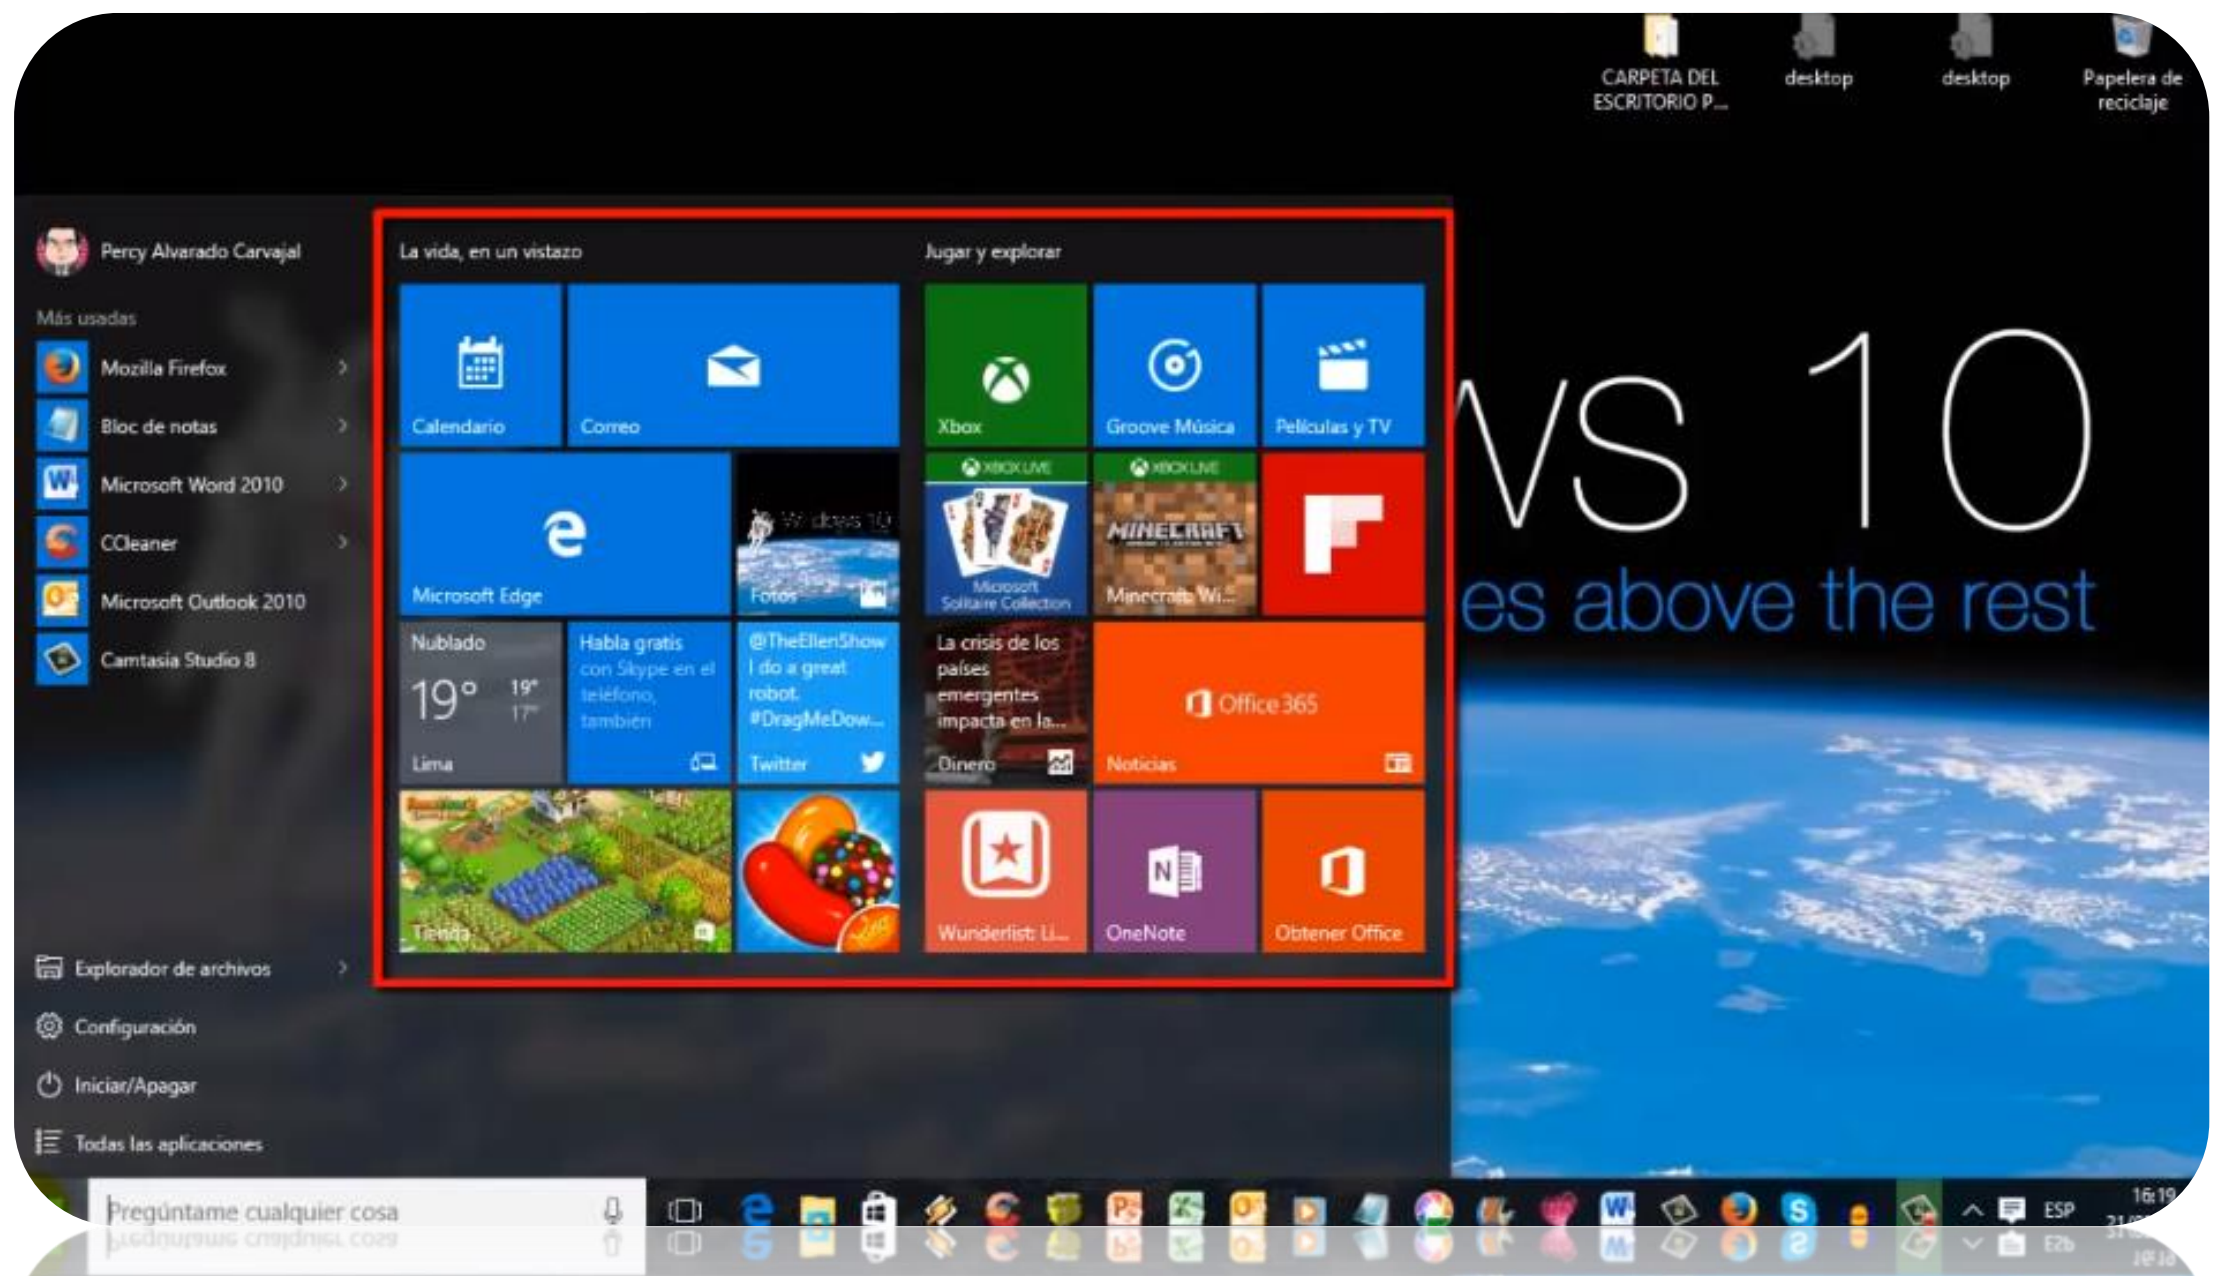 CARPETA DEL
ESCRITORIO P...
desktop
desktop
Papelera de
reciclaje
Percy Alvarado Carvajal
Más usadas
Mozilla Firefox
Bloc de notas
Microsoft Word 2010
CCleaner
Microsoft Outlook 2010
Camtasia Studio 8
Explorador de archivos
Configuración
Iniciar/Apagar
Todas las aplicaciones
La vida, en un vistazo
Calendario
Correo
Microsoft Edge
Windows 10
Fotos
Nublado
19°
19°
17°
Lima
Habla gratis
con Skype en el
teléfono,
también
@TheEllenShow
I do a great
robot.
#DragMeDow...
Twitter
Tienda
Jugar y explorar
Xbox
Groove Música
Películas y TV
XBOX LIVE
Microsoft
Solitaire Collection
XBOX LIVE
MINECRAFT
Minecraft: Wi...
La crisis de los
países
emergentes
impacta en la...
Dinero
Office 365
Noticias
Wunderlist: Li...
OneNote
Obtener Office
ws 10
es above the rest
Pregúntame cualquier cosa
ESP
16:19